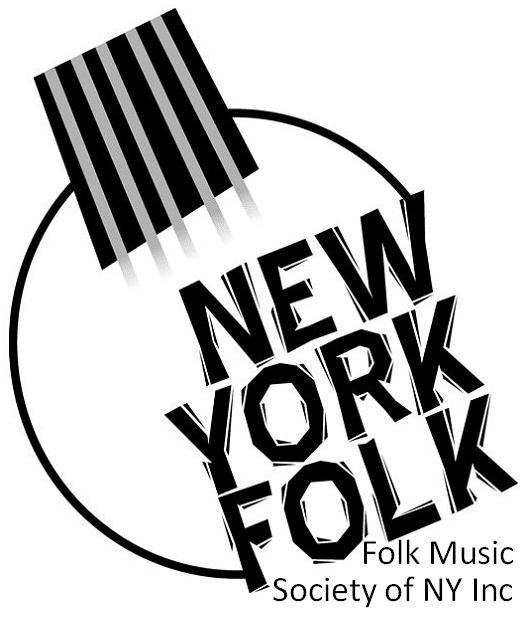 NEW
YORK
FOLK
Folk Music
Society of NY Inc